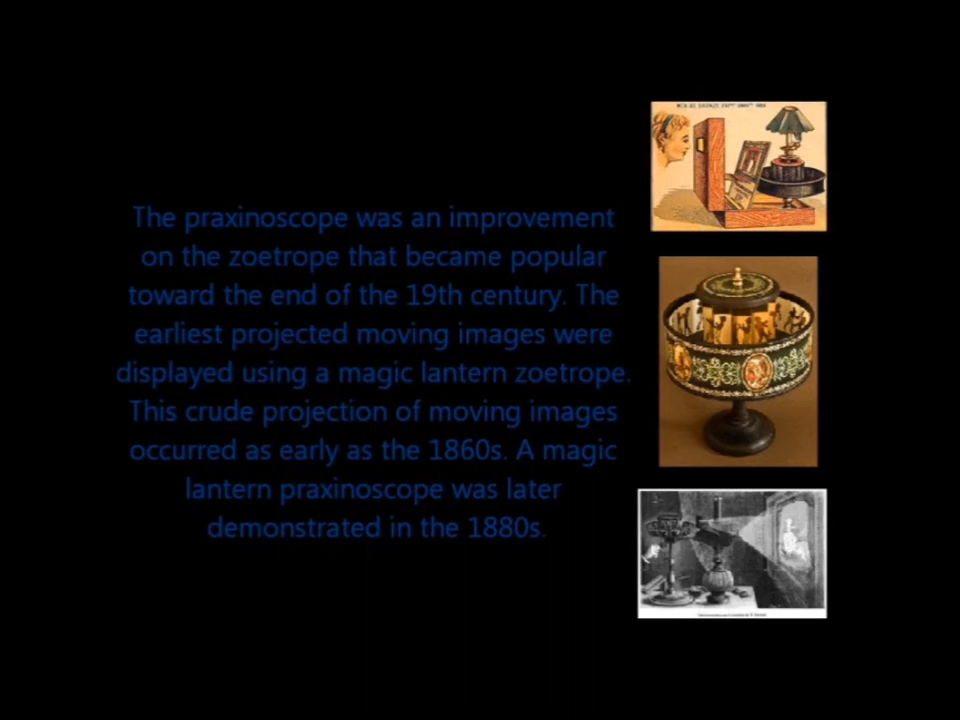 The praxinoscope was an improvement
on the zoetrope that became popular
toward the end of the 19th century. The
earliest projected moving images were
displayed using a magic lantern zoetrope.
This crude projection of moving images
occurred as early as the 1860s. A magic
lantern praxinoscope was later
demonstrated in the 1880s.